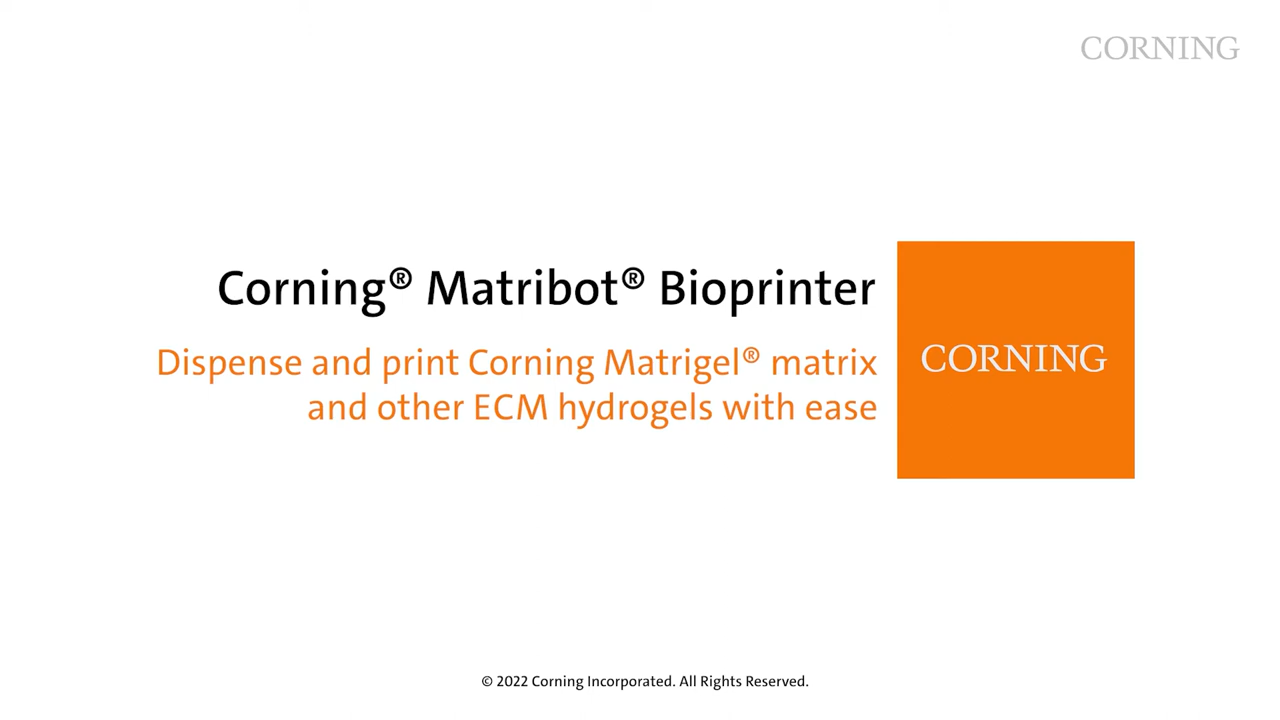 CORNING
Corning® Matribot® Bioprinter
Dispense and print Corning Matrigel® matrix
and other ECM hydrogels with ease
CORNING
© 2022 Corning Incorporated. All Rights Reserved.